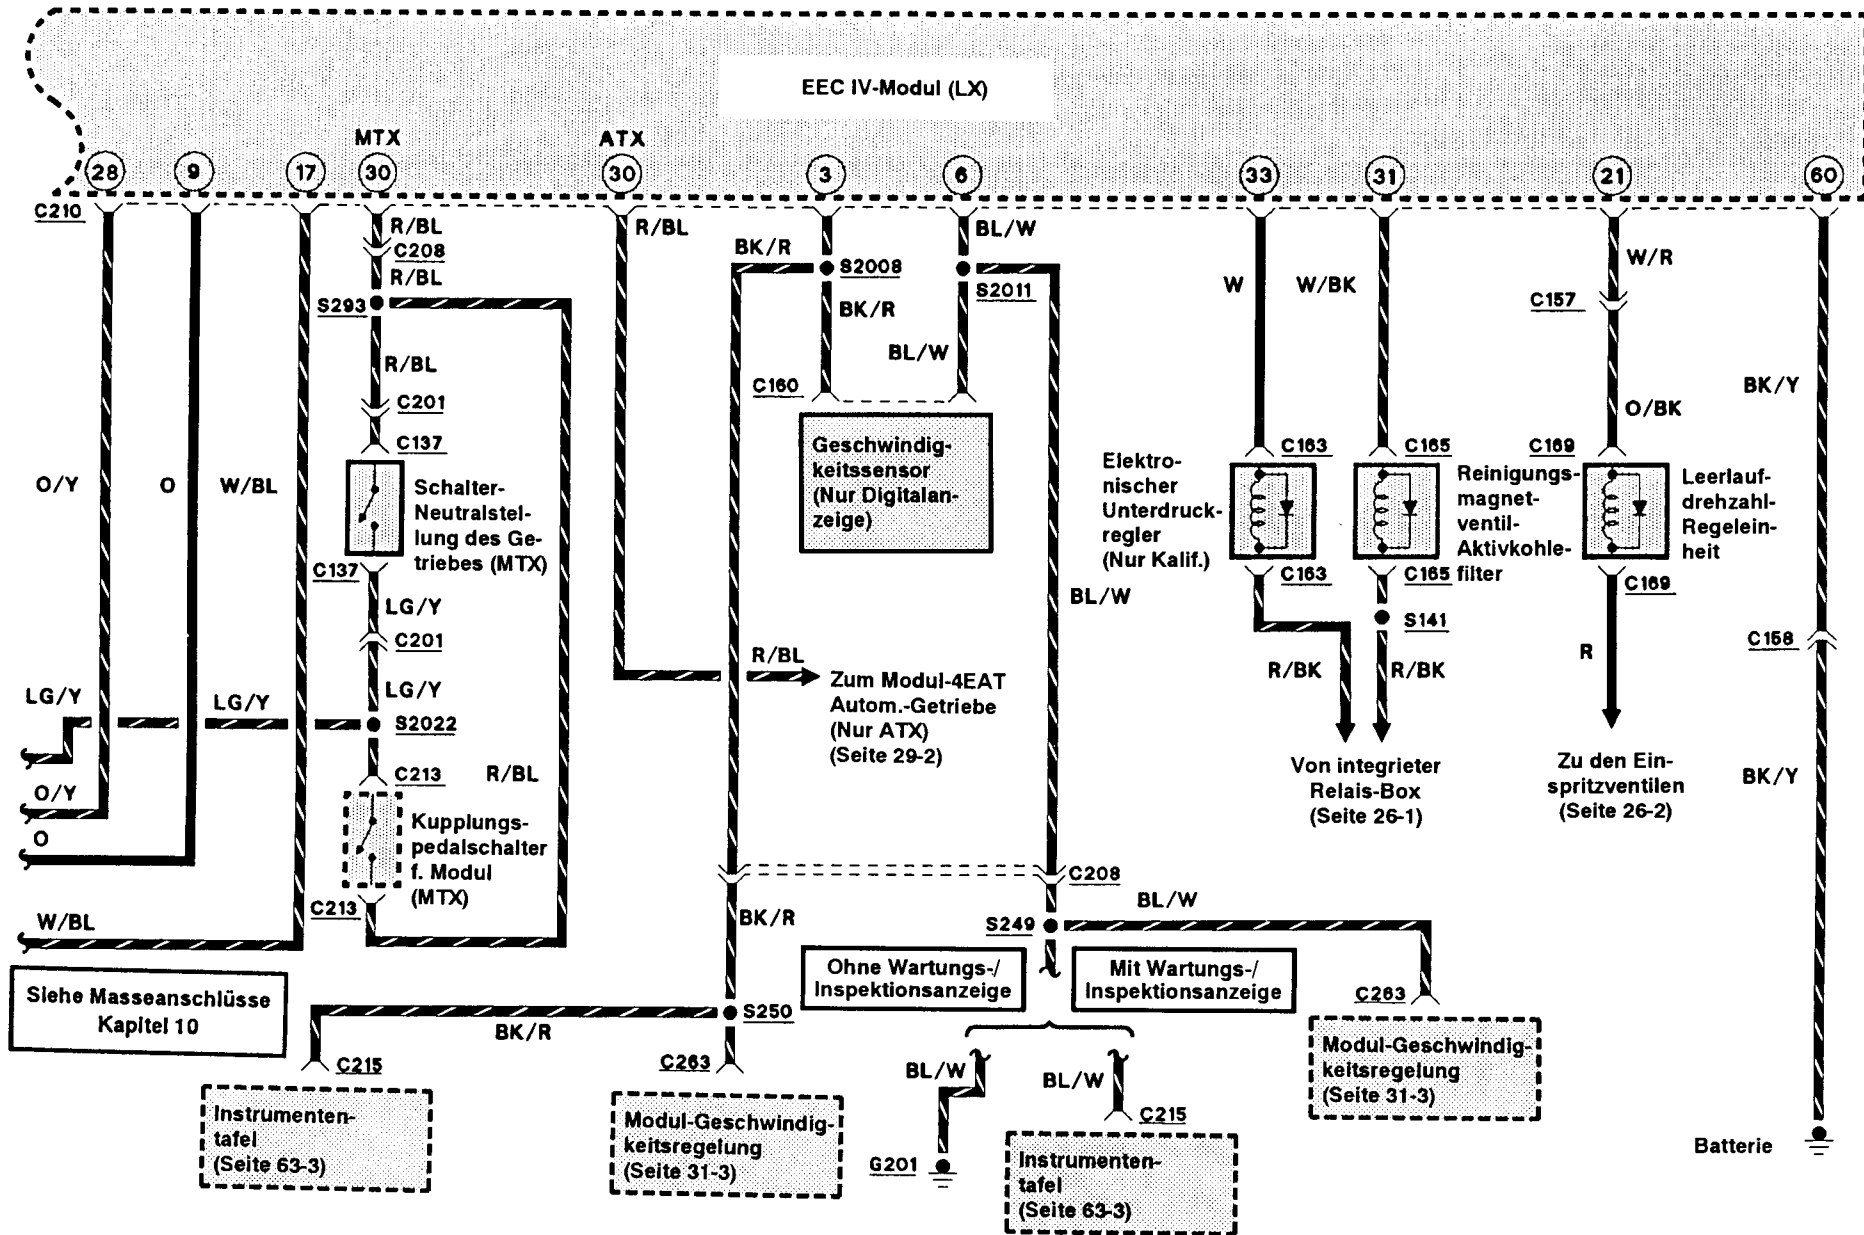 EEC IV-Modul (LX)
MTX
ATX
28
9
17
30
30
3
6
33
31
21
60
C210
R/BL
C208
R/BL
S293
R/BL
C201
C137
Schalter-
Neutralstel-
lung des Ge-
triebes (MTX)
C137
LG/Y
C201
LG/Y
S2022
C213
Kupplungs-
pedalschalter
f. Modul
(MTX)
C213
R/BL
O/Y
O
W/BL
LG/Y
LG/Y
O/Y
O
W/BL
Siehe Masseanschlüsse
Kapitel 10
R/BL
R/BL
Zum Modul-4EAT
Autom.-Getriebe
(Nur ATX)
(Seite 29-2)
BK/R
S2008
BK/R
BL/W
S2011
BL/W
C160
Geschwindig-
keitssensor
(Nur Digitalan-
zeige)
BL/W
C208
BK/R
S249
BL/W
Ohne Wartungs-/
Inspektionsanzeige
Mit Wartungs-/
Inspektionsanzeige
S250
BK/R
C215
Instrumenten-
tafel
(Seite 63-3)
C263
Modul-Geschwindig-
keitsregelung
(Seite 31-3)
BL/W
G201
BL/W
C215
Instrumenten-
tafel
(Seite 63-3)
C263
Modul-Geschwindig-
keitsregelung
(Seite 31-3)
W
C163
Elektro-
nischer
Unterdruck-
regler
(Nur Kalif.)
C163
R/BK
W/BK
C165
Reinigungs-
magnet-
ventil-
Aktivkohle-
filter
C165
S141
R/BK
Von integrieter
Relais-Box
(Seite 26-1)
W/R
C157
O/BK
C169
Leerlauf-
drehzahl-
Regelein-
heit
C169
R
Zu den Ein-
spritzventilen
(Seite 26-2)
BK/Y
C158
BK/Y
Batterie